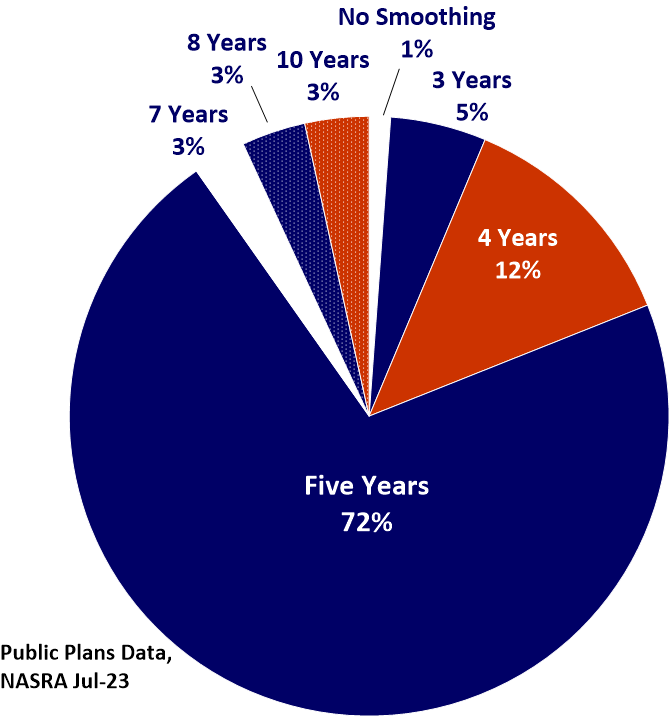 No Smoothing
1%
8 Years
3%
10 Years
3%
3 Years
5%
7 Years
3%
4 Years
12%
Five Years
72%
Public Plans Data,
NASRA Jul-23